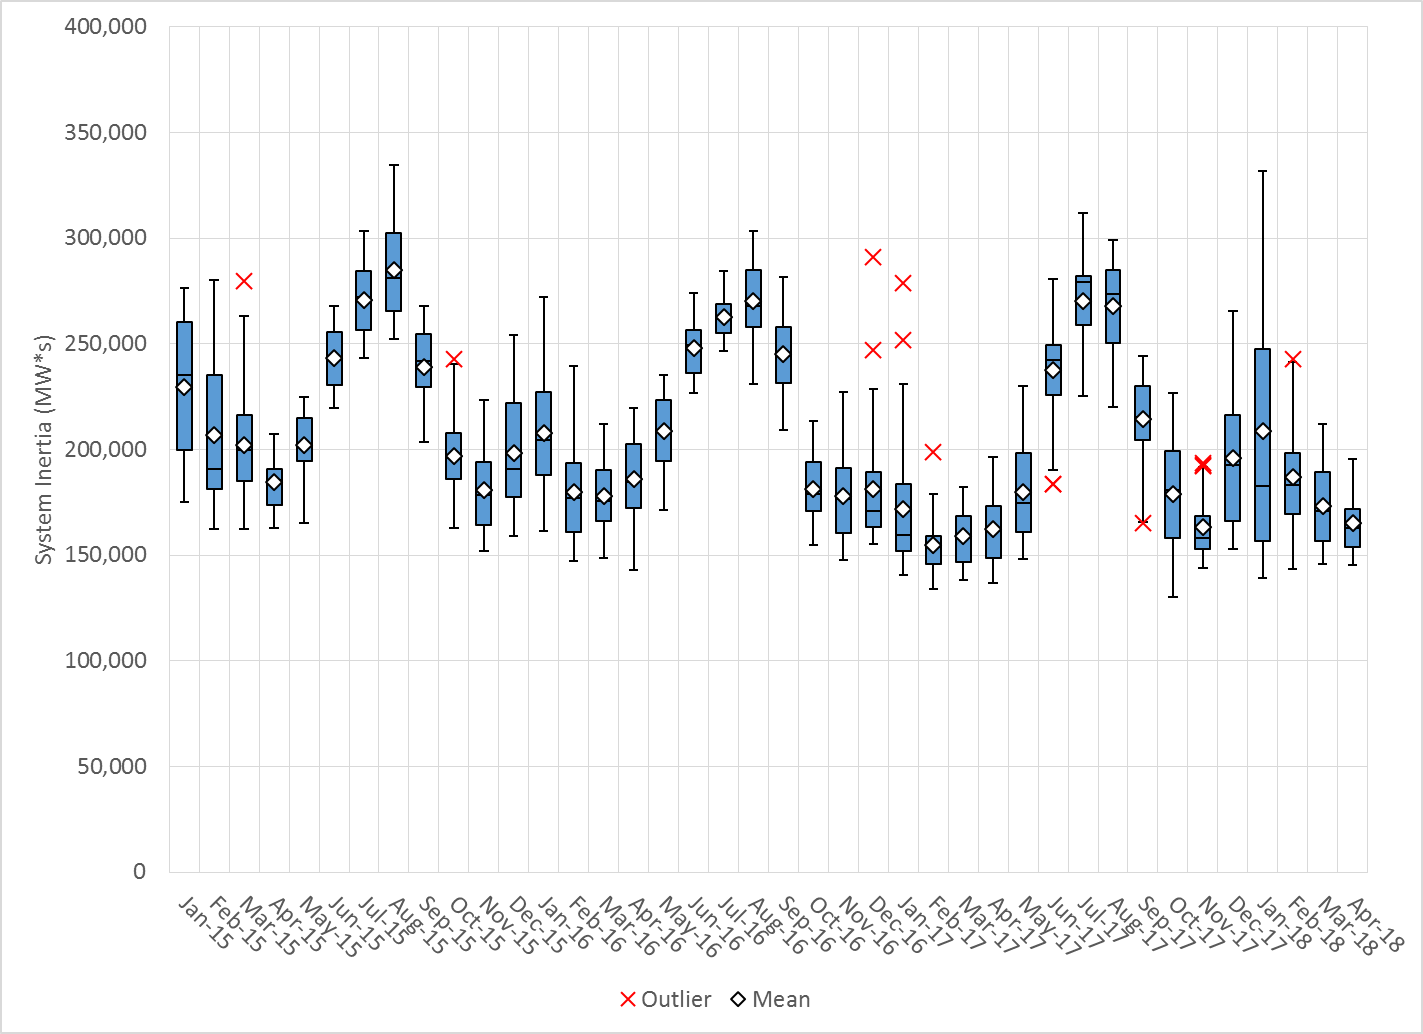 400,000
350,000
300,000
250,000
200,000
150,000
100,000
50,000
0
System Inertia (MW*s)
Jan-15
Feb-15
Mar-15
Apr-15
May-15
Jun-15
Jul-15
Aug-15
Sep-15
Oct-15
Nov-15
Dec-15
Jan-16
Feb-16
Mar-16
Apr-16
May-16
Jun-16
Jul-16
Aug-16
Sep-16
Oct-16
Nov-16
Dec-16
Jan-17
Feb-17
Mar-17
Apr-17
May-17
Jun-17
Jul-17
Aug-17
Sep-17
Oct-17
Nov-17
Dec-17
Jan-18
Feb-18
Mar-18
Apr-18
Outlier
Mean